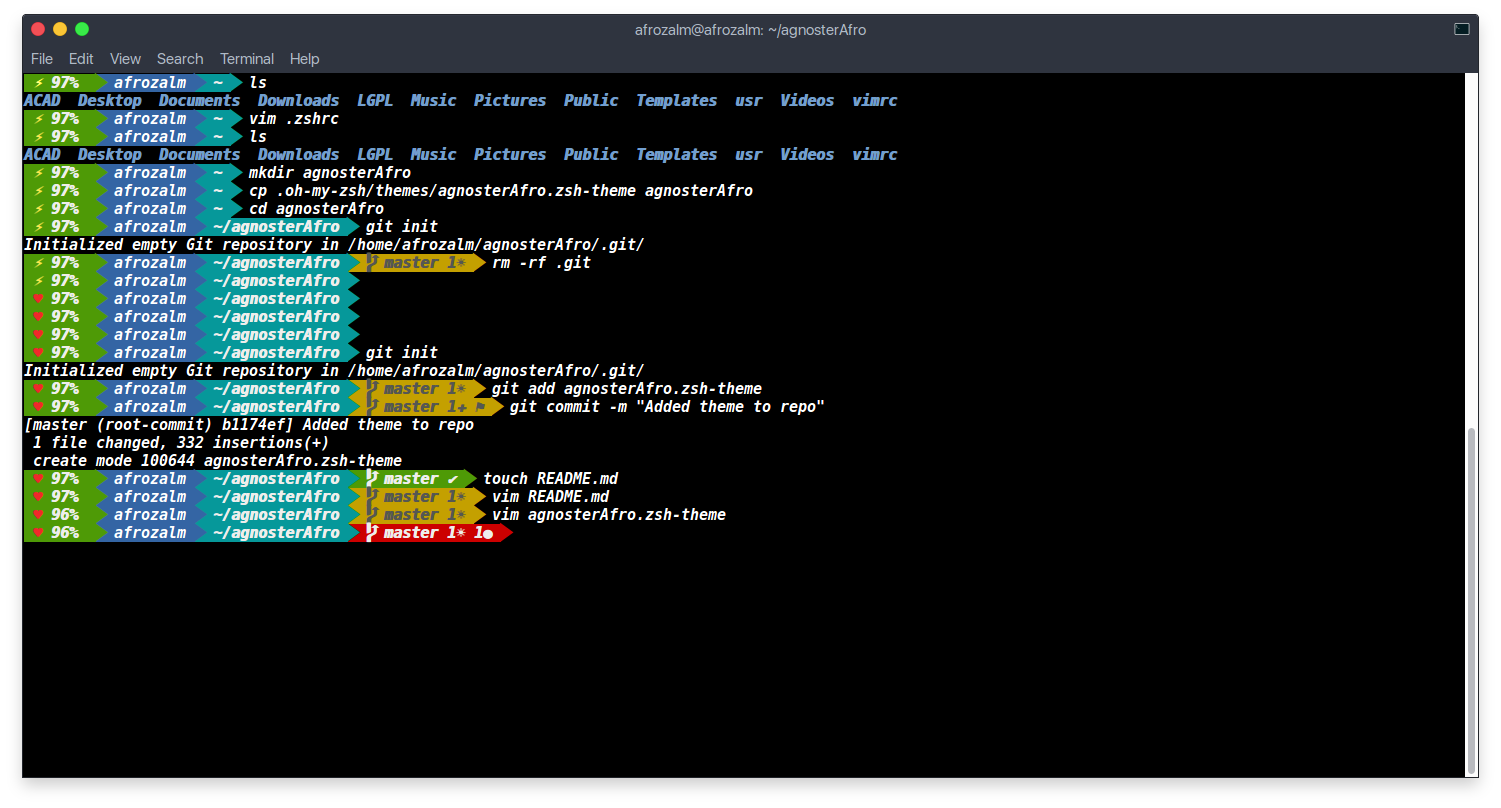 afrozalm@afrozalm: ~/agnosterAfro
File Edit View Search Terminal Help
⚡ 97% afrozalm ~ ls
ACAD Desktop Documents Downloads LGPL Music Pictures Public Templates usr Videos vimrc
⚡ 97% afrozalm ~ vim .zshrc
⚡ 97% afrozalm ~ ls
ACAD Desktop Documents Downloads LGPL Music Pictures Public Templates usr Videos vimrc
⚡ 97% afrozalm ~ mkdir agnosterAfro
⚡ 97% afrozalm ~ cp .oh-my-zsh/themes/agnosterAfro.zsh-theme agnosterAfro
⚡ 97% afrozalm ~ cd agnosterAfro
⚡ 97% afrozalm ~/agnosterAfro git init
Initialized empty Git repository in /home/afrozalm/agnosterAfro/.git/
⚡ 97% afrozalm ~/agnosterAfro master 1☀ rm -rf .git
⚡ 97% afrozalm ~/agnosterAfro
♥ 97% afrozalm ~/agnosterAfro
♥ 97% afrozalm ~/agnosterAfro
♥ 97% afrozalm ~/agnosterAfro
♥ 97% afrozalm ~/agnosterAfro git init
Initialized empty Git repository in /home/afrozalm/agnosterAfro/.git/
♥ 97% afrozalm ~/agnosterAfro master 1☀ git add agnosterAfro.zsh-theme
♥ 97% afrozalm ~/agnosterAfro master 1✚ ⚑ git commit -m "Added theme to repo"
[master (root-commit) b1174ef] Added theme to repo
1 file changed, 332 insertions(+)
create mode 100644 agnosterAfro.zsh-theme
♥ 97% afrozalm ~/agnosterAfro master ✔ touch README.md
♥ 97% afrozalm ~/agnosterAfro master 1☀ vim README.md
♥ 96% afrozalm ~/agnosterAfro master 1☀ vim agnosterAfro.zsh-theme
♥ 96% afrozalm ~/agnosterAfro master 1☀ 1●